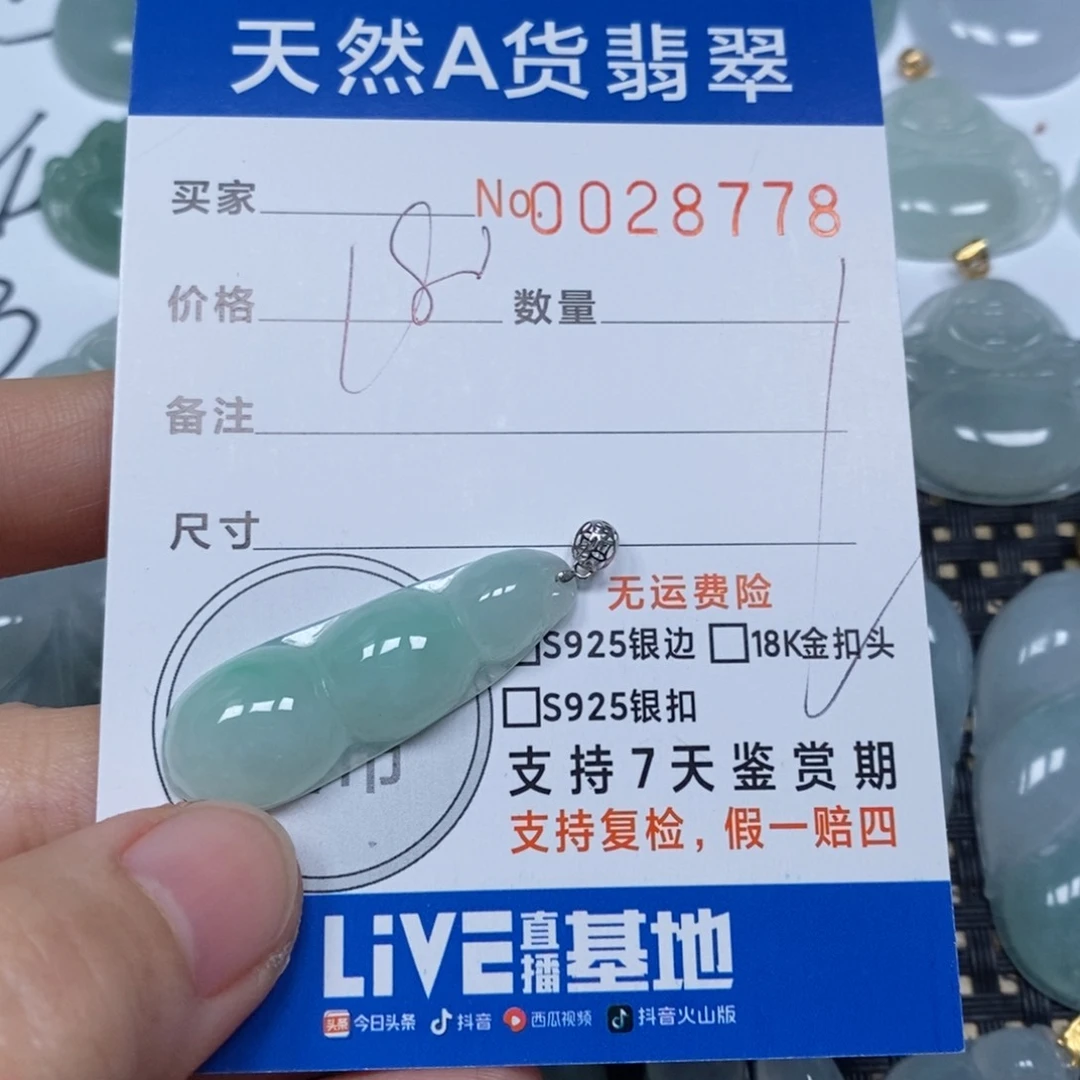 天然A货翡翠
买家 No.0028778
价格 18 数量
备注
尺寸
无运费险
S925银边 18K金扣头
S925银扣
支持7天鉴赏期
支持复检,假一赔四
LiVE直播基地
头条 今日头条 抖音 西瓜视频 抖音火山版